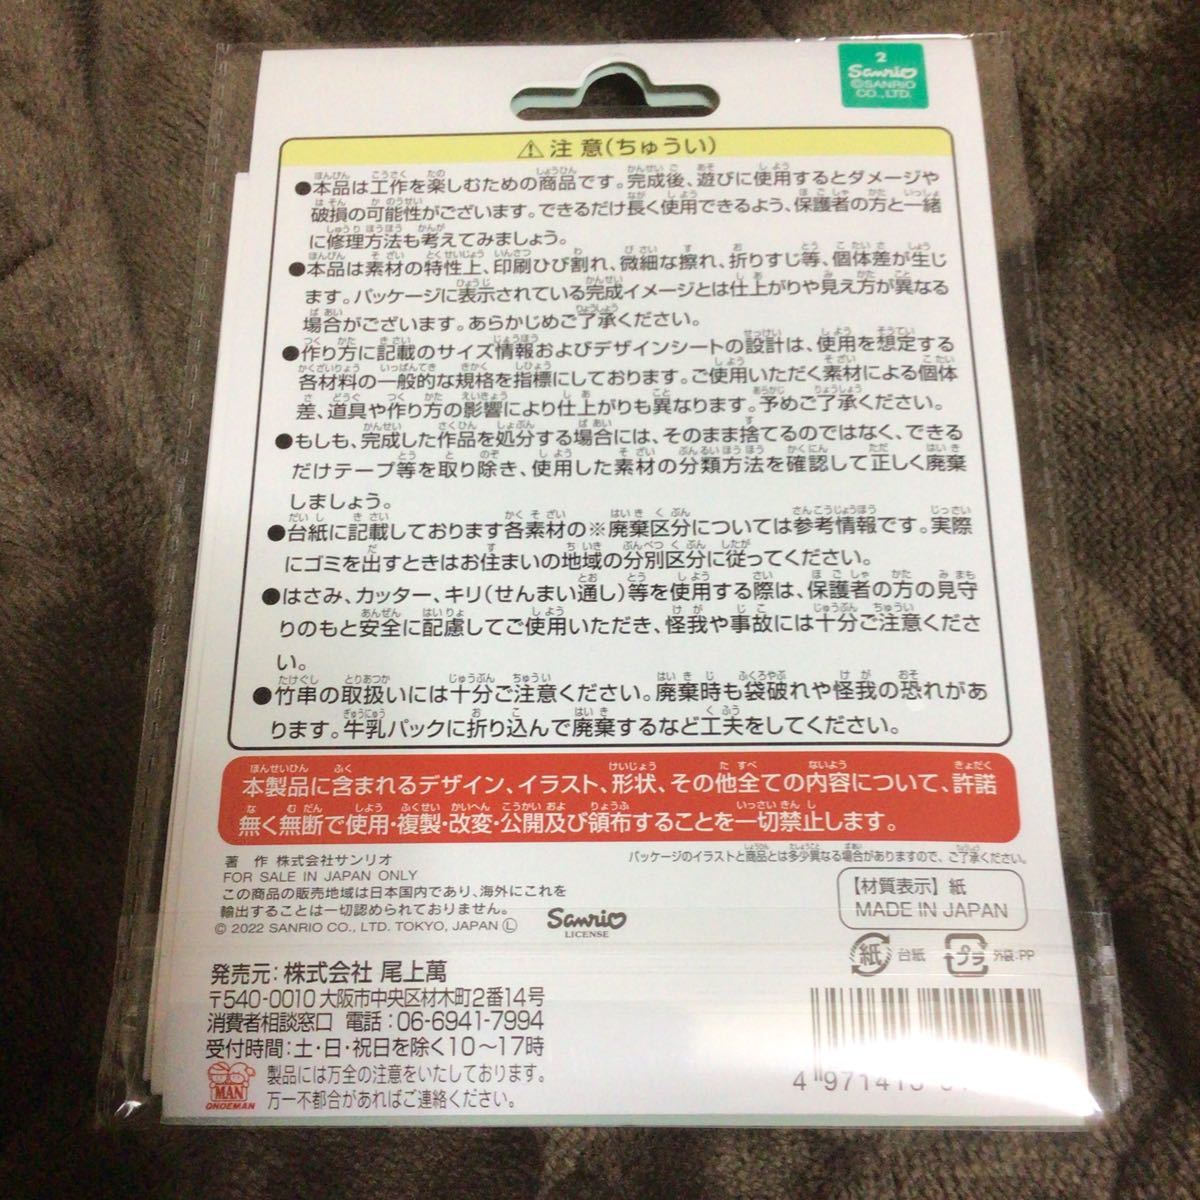 2
Sanrio
©SANRIO
CO., LTD.
⚠注意(ちゅうい)
●本品は工作を楽しむための商品です。完成後、遊びに使用するとダメージや
破損の可能性がございます。できるだけ長く使用できるよう、保護者の方と一緒
に修理方法も考えてみましょう。
●本品は素材の特性上、印刷ひび割れ、微細な擦れ、折りすじ等、個体差が生じ
ます。パッケージに表示されている完成イメージとは仕上がりや見え方が異なる
場合がございます。あらかじめご了承ください。
●作り方に記載のサイズ情報およびデザインシートの設計は、使用を想定する
各材料の一般的な規格を指標にしております。ご使用いただく素材による個体
差、道具や作り方の影響により仕上がりも異なります。予めご了承ください。
●もしも、完成した作品を処分する場合には、そのまま捨てるのではなく、できる
だけテープ等を取り除き、使用した素材の分類方法を確認して正しく廃棄
しましょう。
●台紙に記載しております各素材の※廃棄区分については参考情報です。実際
にゴミを出すときはお住まいの地域の分別区分に従ってください。
●はさみ、カッター、キリ(せんまい通し)等を使用する際は、保護者の方の見守
りのもと安全に配慮してご使用いただき、怪我や事故には十分ご注意くださ
い。
●竹串の取扱いには十分ご注意ください。廃棄時も袋破れや怪我の恐れがあ
ります。牛乳パックに折り込んで廃棄するなど工夫をしてください。
本製品に含まれるデザイン、イラスト、形状、その他全ての内容について、許諾
無く無断で使用・複製・改変・公開及び領布することを一切禁止します。
著 作 株式会社サンリオ
パッケージのイラストと商品とは多少異なる場合がありますので、ご了承ください。
FOR SALE IN JAPAN ONLY
この商品の販売地域は日本国内であり、海外にこれを
輸出することは一切認められておりません。
© 2022 SANRIO CO., LTD. TOKYO, JAPAN Ⓛ
Sanrio
LICENSE
【材質表示】紙
MADE IN JAPAN
紙 台紙 プラ 外袋:PP
発売元:株式会社 尾上萬
〒540-0010 大阪市中央区材木町2番14号
消費者相談窓口 電話:06-6941-7994
受付時間:土・日・祝日を除く10〜17時
MAN
ONOEMAN
製品には万全の注意をいたしております。
万一不都合があればご連絡ください。
4 971413